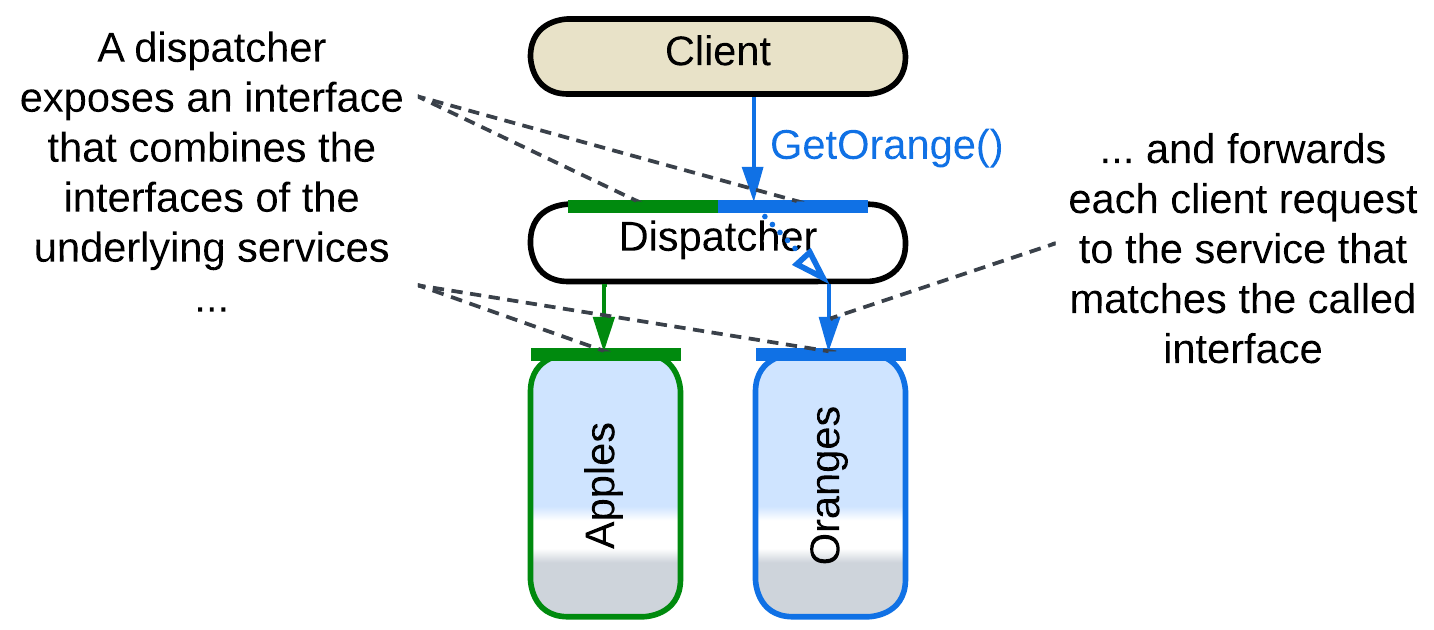 A dispatcher
exposes an interface
that combines the
interfaces of the
underlying services
...
Client
GetOrange()
Dispatcher
... and forwards
each client request
to the service that
matches the called
interface
Apples
Oranges